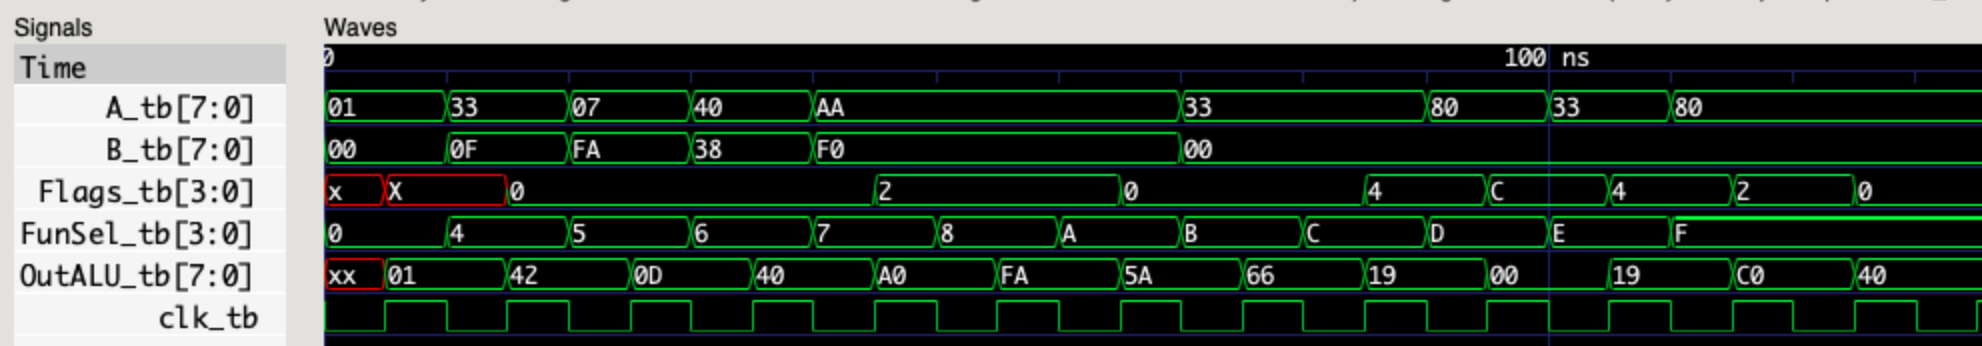 Signals Waves
Time 0 100 ns
A_tb[7:0] 01 33 07 40 AA 33 80 33 80
B_tb[7:0] 00 0F FA 38 F0 00
Flags_tb[3:0] x X 0 2 0 4 C 4 2 0
FunSel_tb[3:0] 0 4 5 6 7 8 A B C D E F
OutALU_tb[7:0] xx 01 42 0D 40 A0 FA 5A 66 19 00 19 C0 40
clk_tb